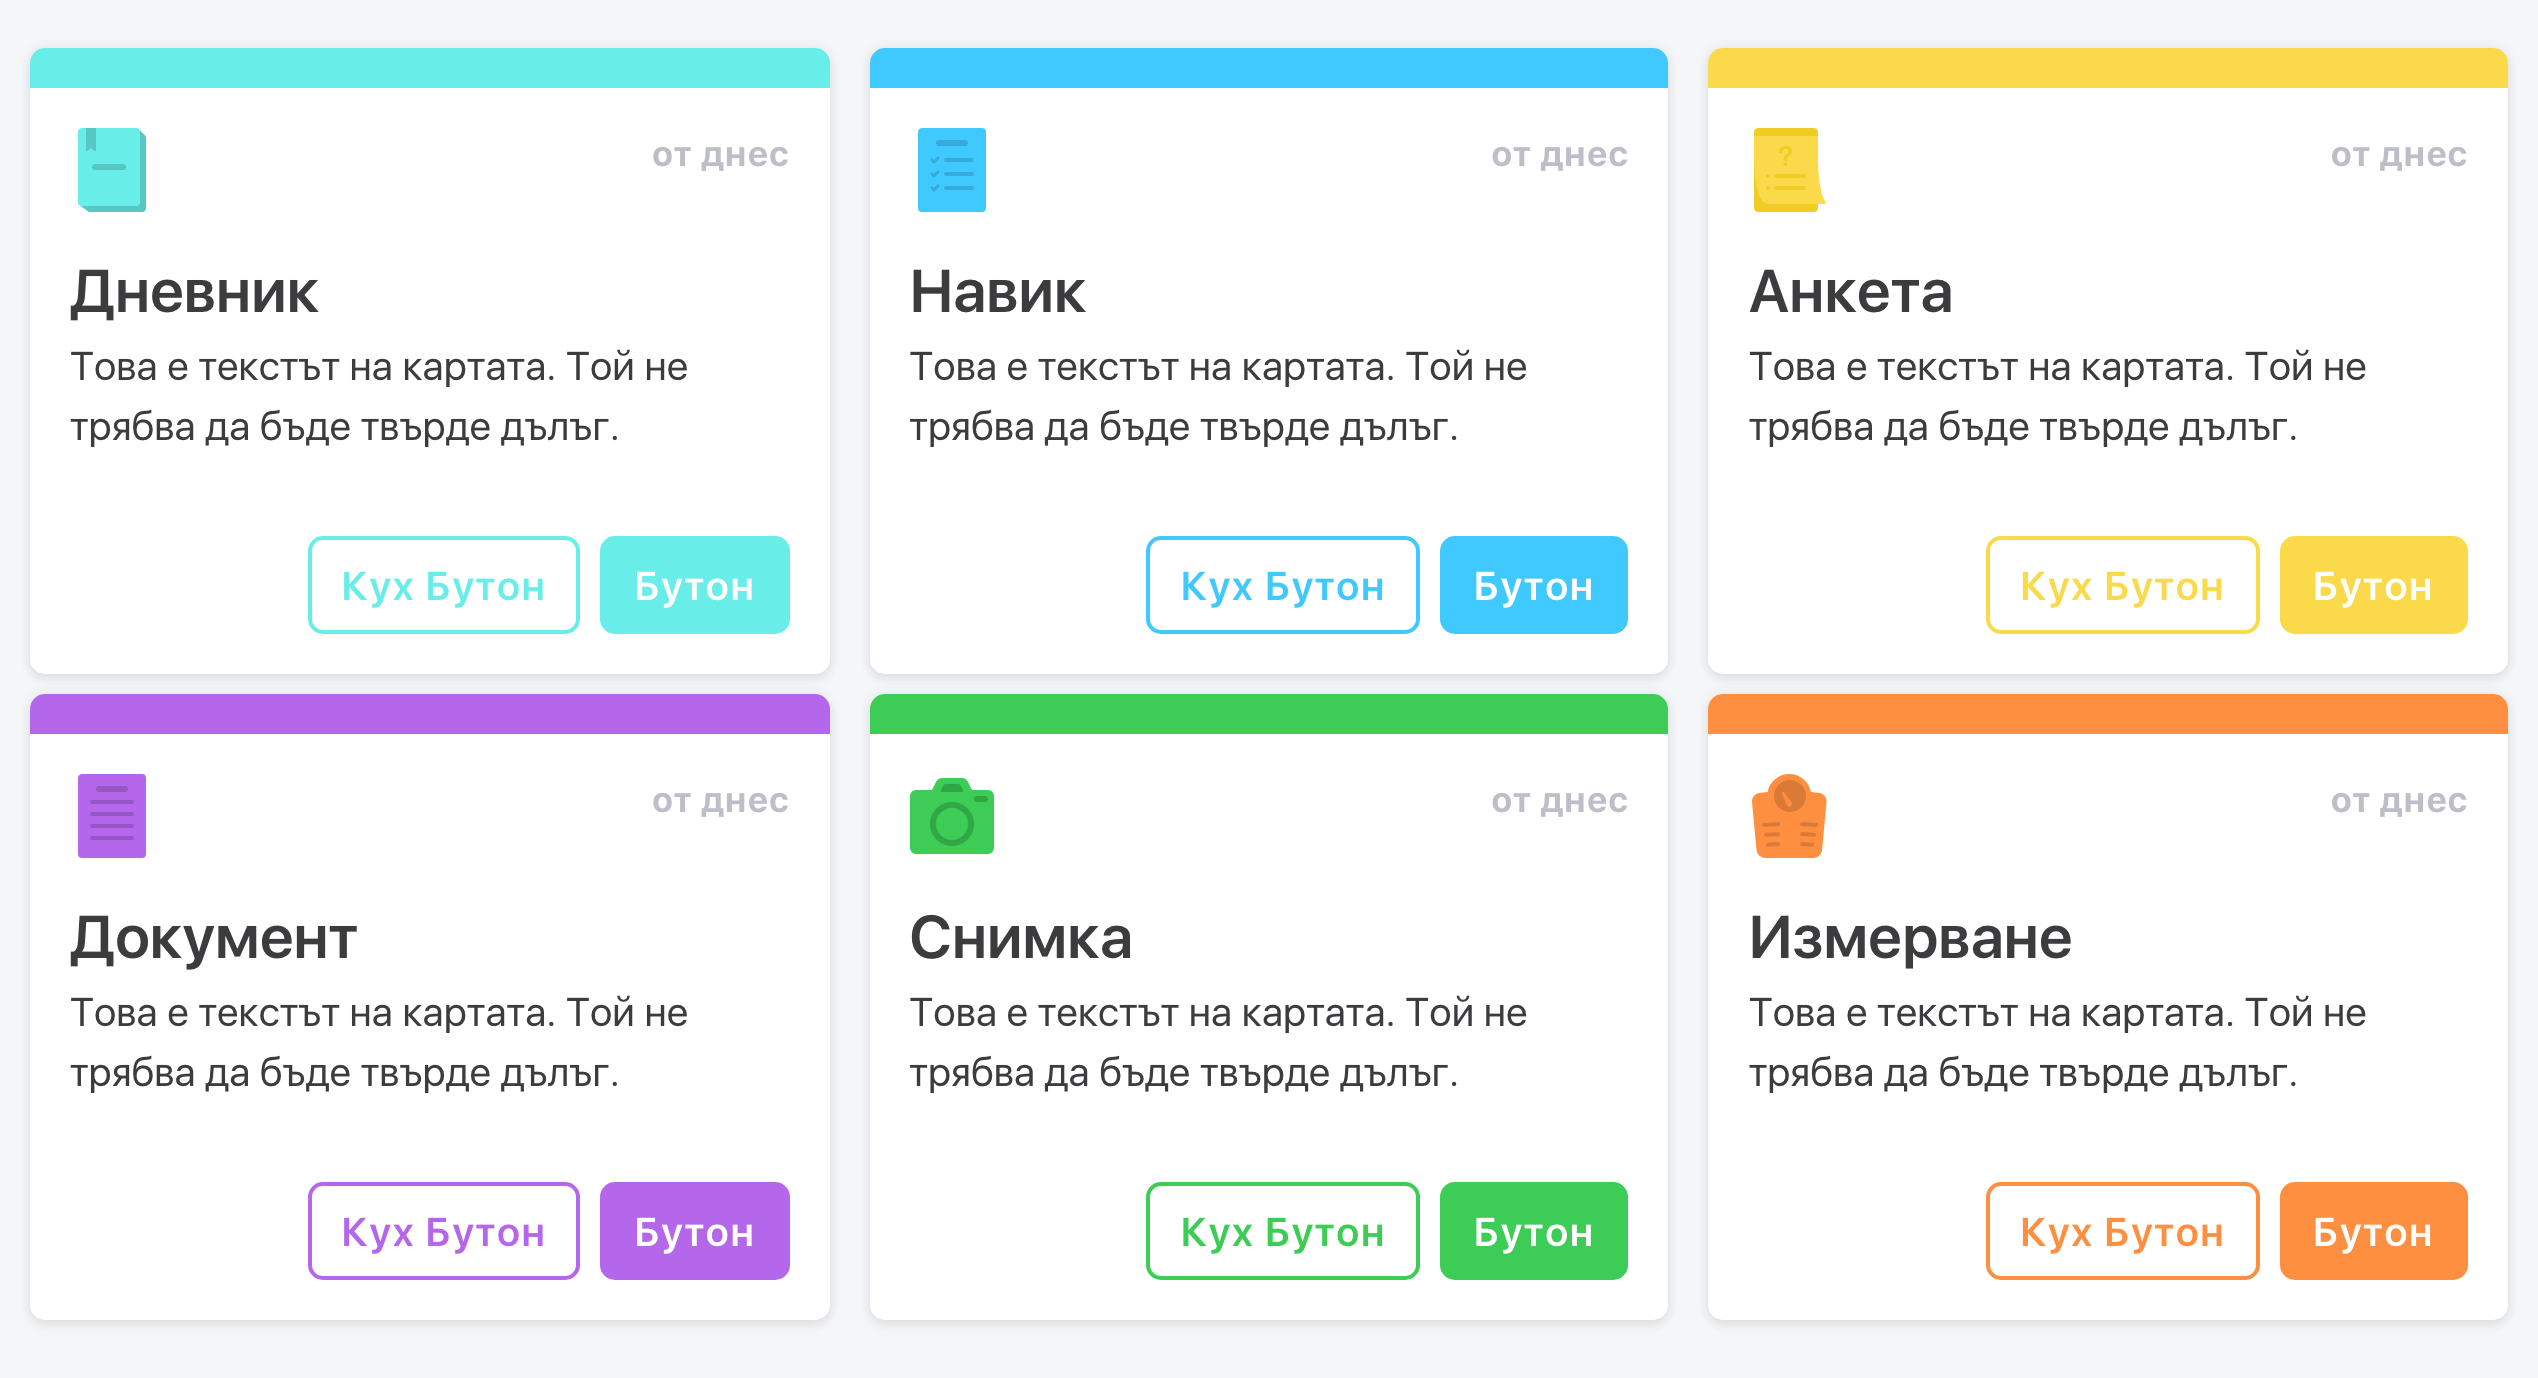 от днес
Дневник
Това е текстът на картата. Той не
трябва да бъде твърде дълъг.
Кух Бутон
Бутон
от днес
Навик
Това е текстът на картата. Той не
трябва да бъде твърде дълъг.
Кух Бутон
Бутон
?
от днес
Анкета
Това е текстът на картата. Той не
трябва да бъде твърде дълъг.
Кух Бутон
Бутон
от днес
Документ
Това е текстът на картата. Той не
трябва да бъде твърде дълъг.
Кух Бутон
Бутон
от днес
Снимка
Това е текстът на картата. Той не
трябва да бъде твърде дълъг.
Кух Бутон
Бутон
от днес
Измерване
Това е текстът на картата. Той не
трябва да бъде твърде дълъг.
Кух Бутон
Бутон